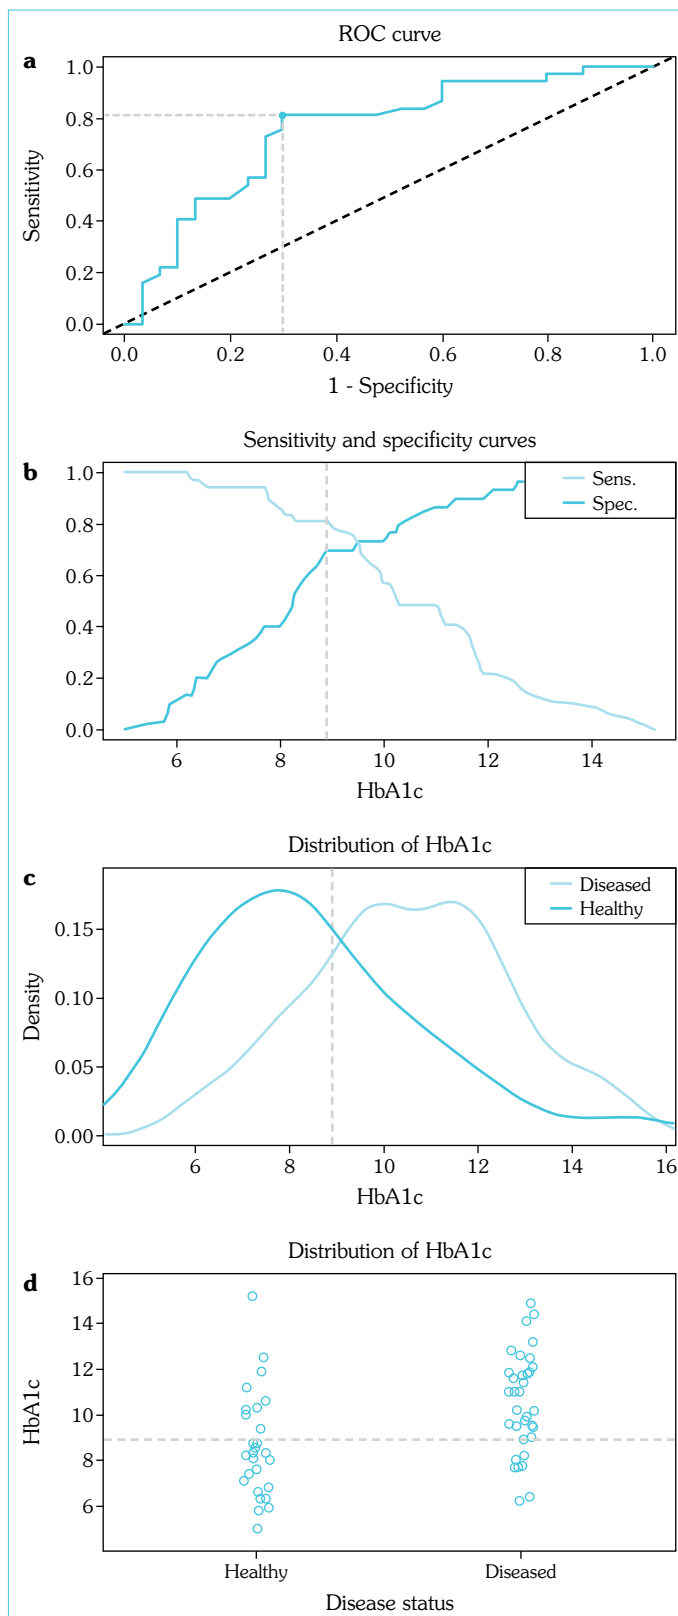 ROC curve
a
1.0
0.8
0.6
0.4
0.2
0.0
Sensitivity
0.0 0.2 0.4 0.6 0.8 1.0
1 - Specificity
Sensitivity and specificity curves
b
1.0
0.8
0.6
0.4
0.2
0.0
Sens.
Spec.
6 8 10 12 14
HbA1c
Distribution of HbA1c
c
Diseased
Healthy
0.15
0.10
0.05
0.00
Density
6 8 10 12 14 16
HbA1c
Distribution of HbA1c
d
16
14
12
10
8
6
HbA1c
Healthy Diseased
Disease status